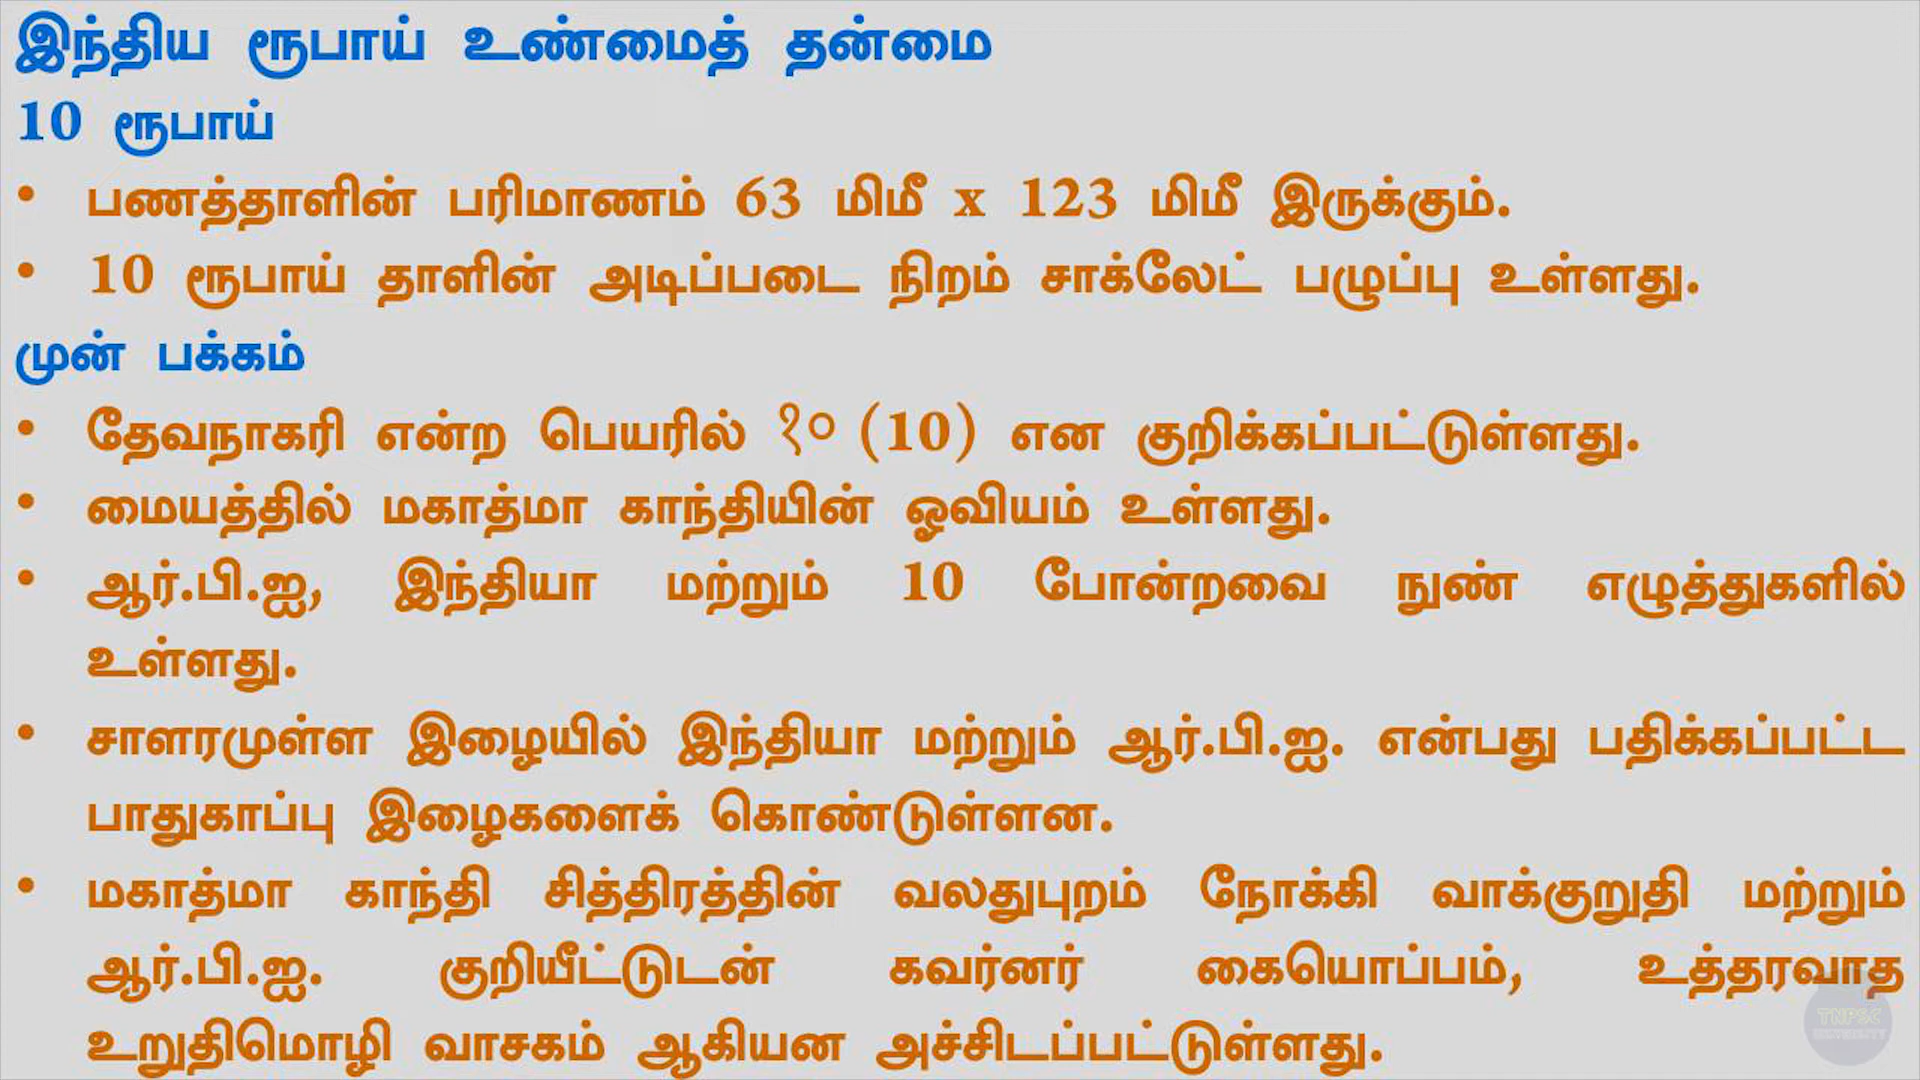 இந்திய ரூபாய் உண்மைத் தன்மை
10 ரூபாய்
• பணத்தாளின் பரிமாணம் 63 மிமீ x 123 மிமீ இருக்கும்.
• 10 ரூபாய் தாளின் அடிப்படை நிறம் சாக்லேட் பழுப்பு உள்ளது.
முன் பக்கம்
• தேவநாகரி என்ற பெயரில் १० (10) என குறிக்கப்பட்டுள்ளது.
• மையத்தில் மகாத்மா காந்தியின் ஓவியம் உள்ளது.
• ஆர்.பி.ஐ, இந்தியா மற்றும் 10 போன்றவை நுண் எழுத்துகளில்
உள்ளது.
• சாளரமுள்ள இழையில் இந்தியா மற்றும் ஆர்.பி.ஐ. என்பது பதிக்கப்பட்ட
பாதுகாப்பு இழைகளைக் கொண்டுள்ளன.
• மகாத்மா காந்தி சித்திரத்தின் வலதுபுறம் நோக்கி வாக்குறுதி மற்றும்
ஆர்.பி.ஐ. குறியீட்டுடன் கவர்னர் கையொப்பம், உத்தரவாத
உறுதிமொழி வாசகம் ஆகியன அச்சிடப்பட்டுள்ளது.
TNPSC
UNIVERSITY